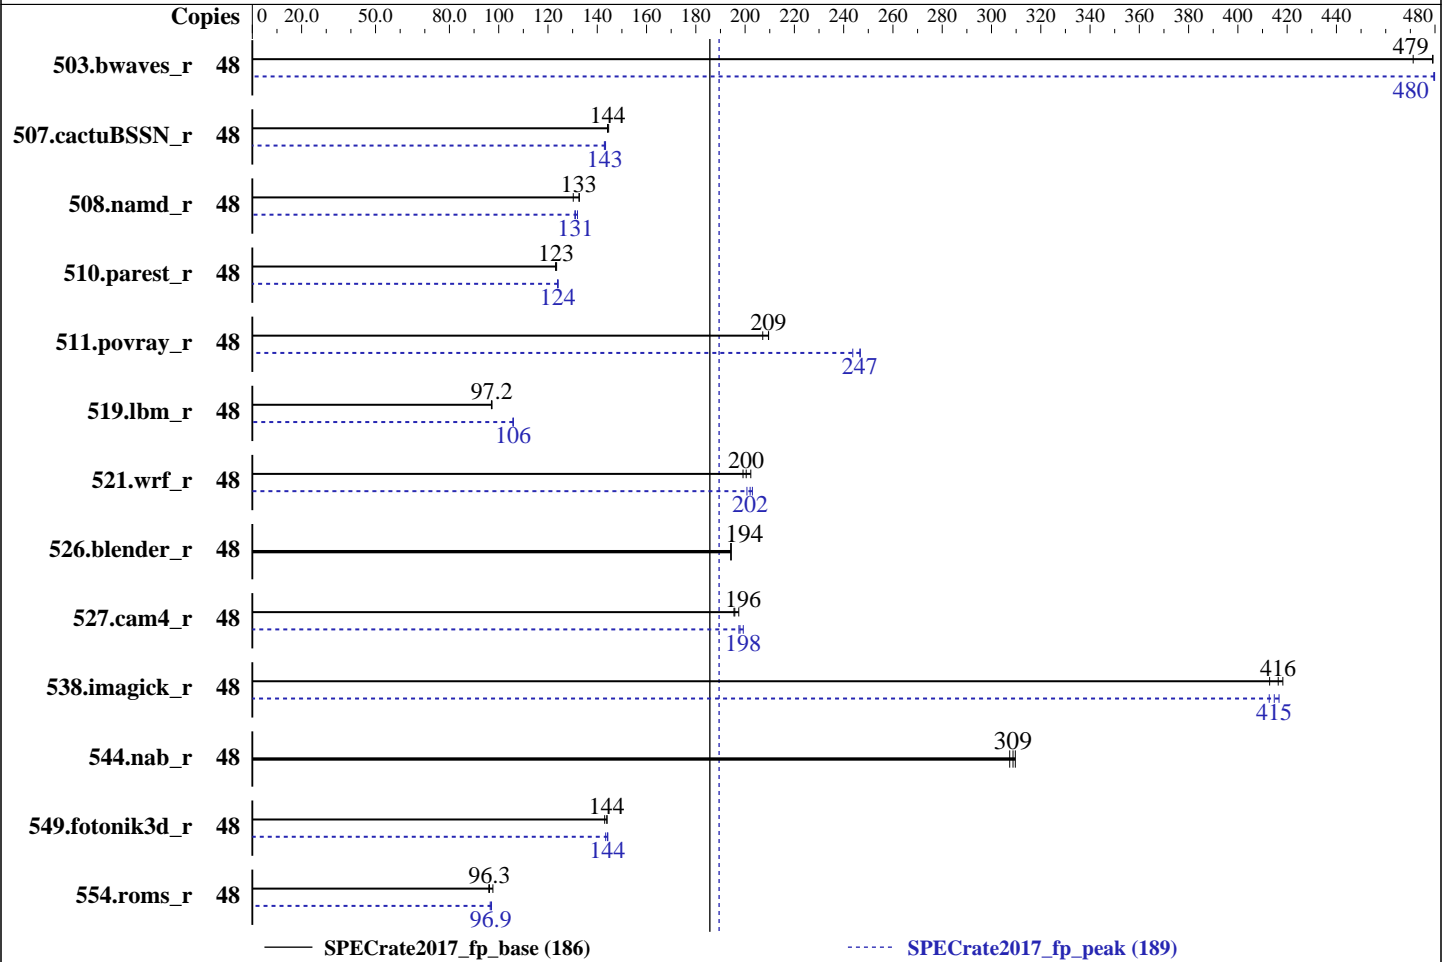 Copies 0 20.0 50.0 80.0 100 120 140 160 180 200 220 240 260 280 300 320 340 360 380 400 420 440 480
479
503.bwaves_r 48
480
144
507.cactuBSSN_r 48
143
133
508.namd_r 48
131
123
510.parest_r 48
124
209
511.povray_r 48
247
97.2
519.lbm_r 48
106
200
521.wrf_r 48
202
194
526.blender_r 48
196
527.cam4_r 48
198
416
538.imagick_r 48
415
309
544.nab_r 48
144
549.fotonik3d_r 48
144
96.3
554.roms_r 48
96.9
SPECrate2017_fp_base (186) SPECrate2017_fp_peak (189)